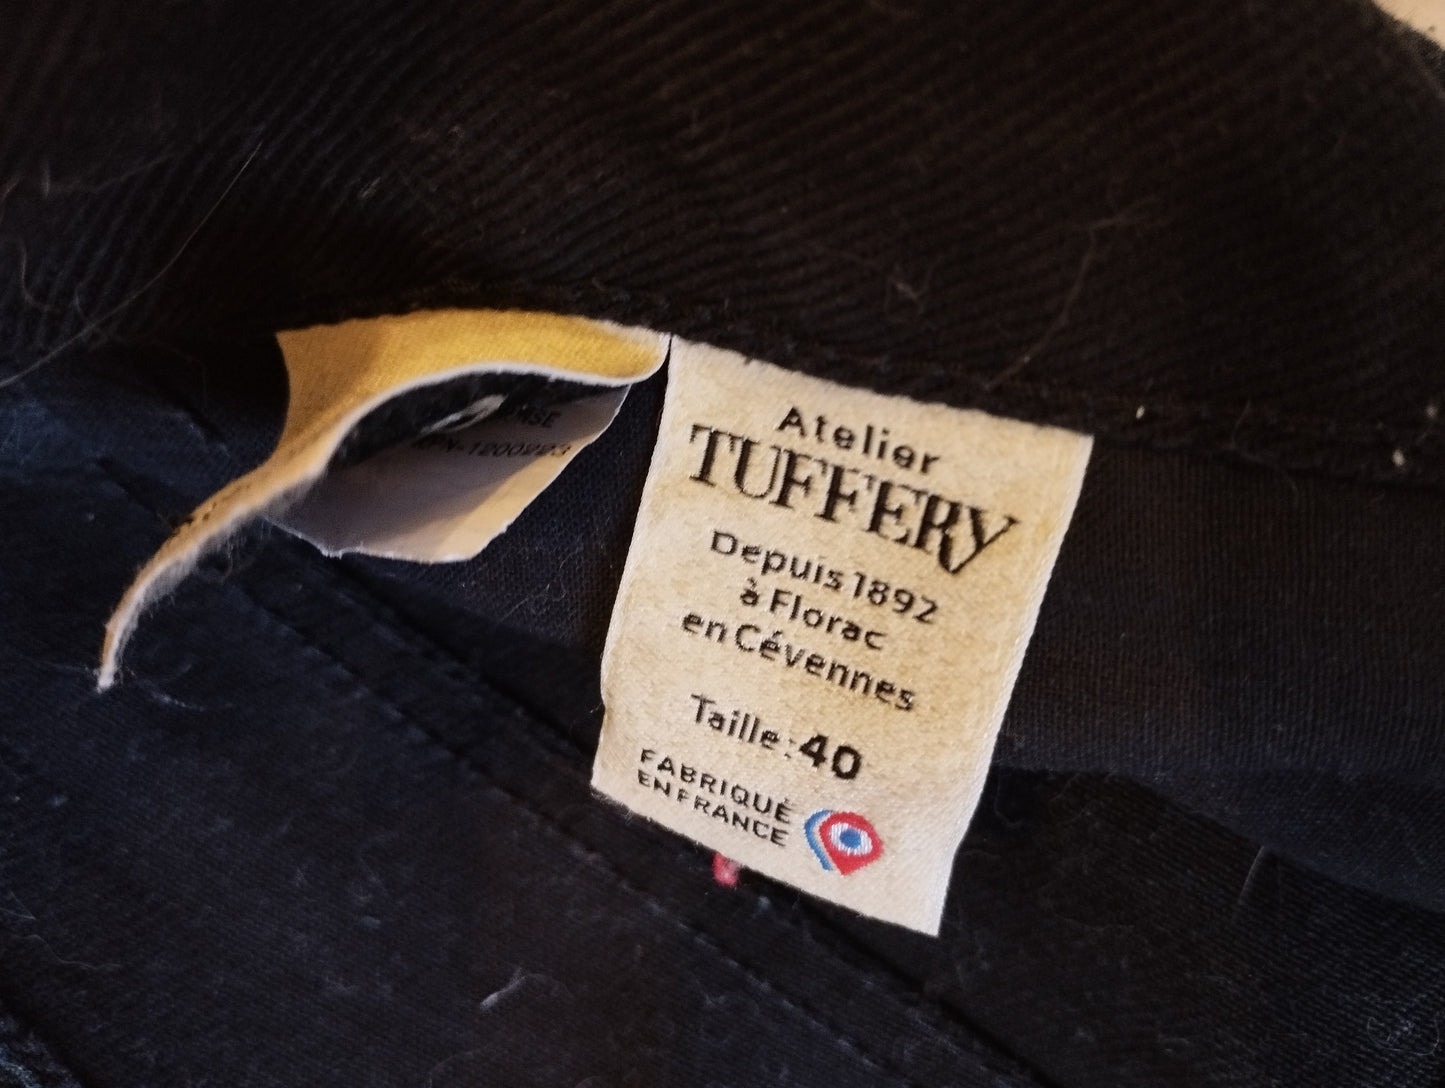 Atelier
TUFFERY
Depuis 1892
à Florac
en Cévennes
Taille : 40
FABRIQUÉ
EN FRANCE